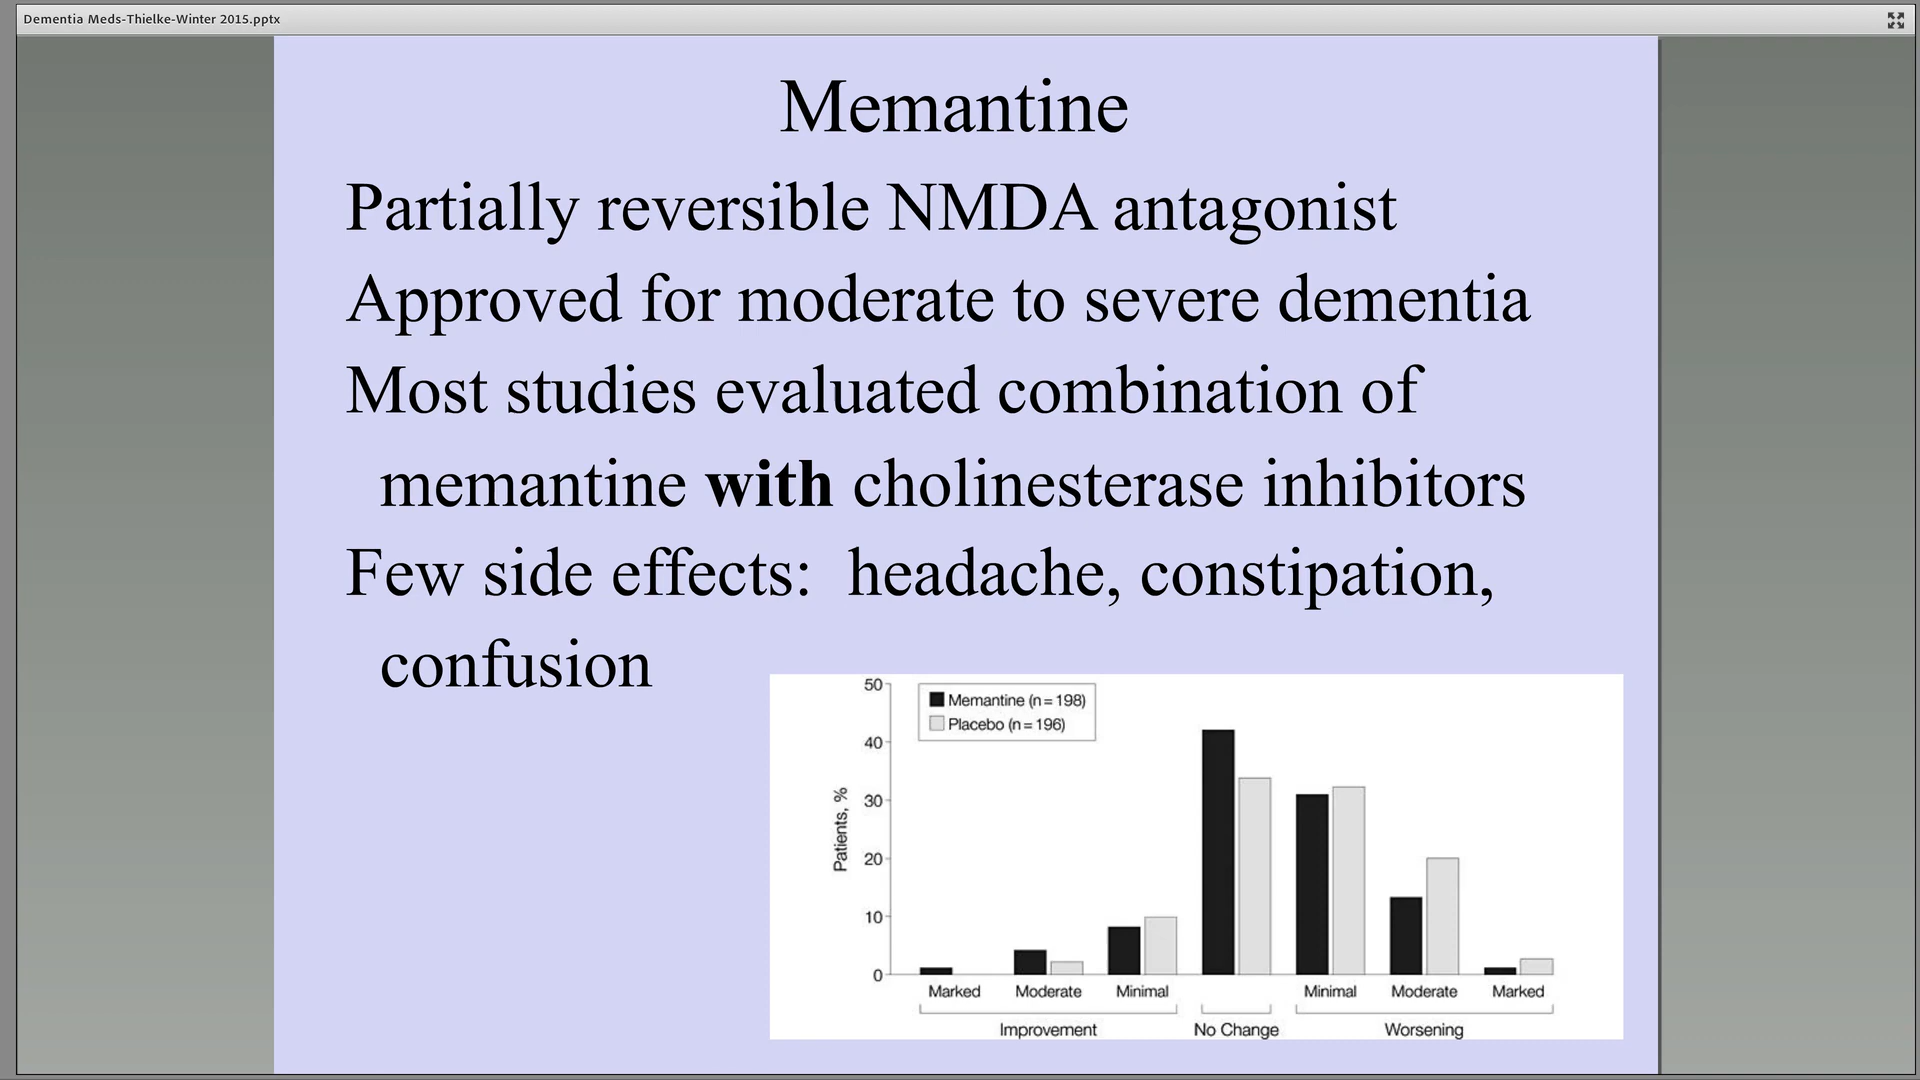 Dementia Meds-Thielke-Winter 2015.pptx
Memantine
Partially reversible NMDA antagonist
Approved for moderate to severe dementia
Most studies evaluated combination of
memantine with cholinesterase inhibitors
Few side effects:  headache, constipation,
confusion
50
40
30
20
10
0
Patients, %
Memantine (n = 198)
Placebo (n = 196)
Marked Moderate Minimal Minimal Moderate Marked
Improvement No Change Worsening